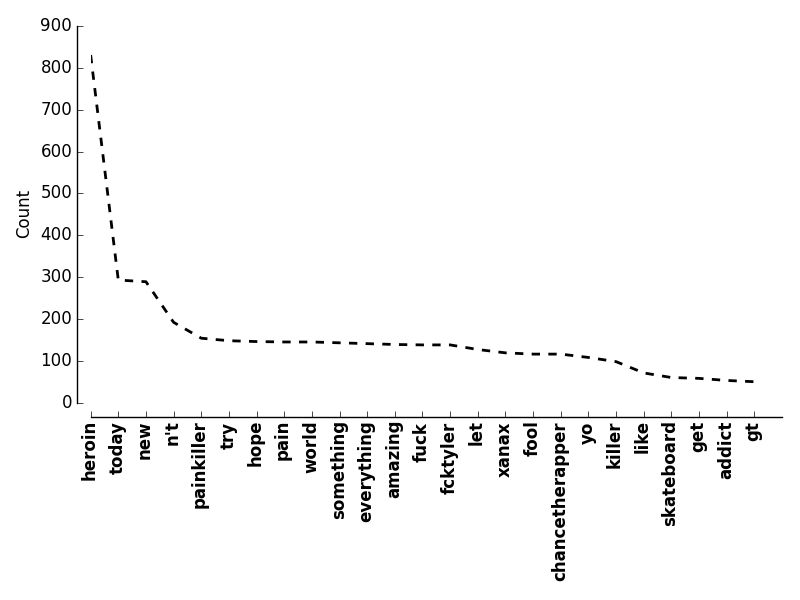 900
800
700
600
500
400
300
200
100
0
Count
heroin
today
new
n't
painkiller
try
hope
pain
world
something
everything
amazing
fuck
fcktyler
let
xanax
fool
chancetherapper
yo
killer
like
skateboard
get
addict
gt